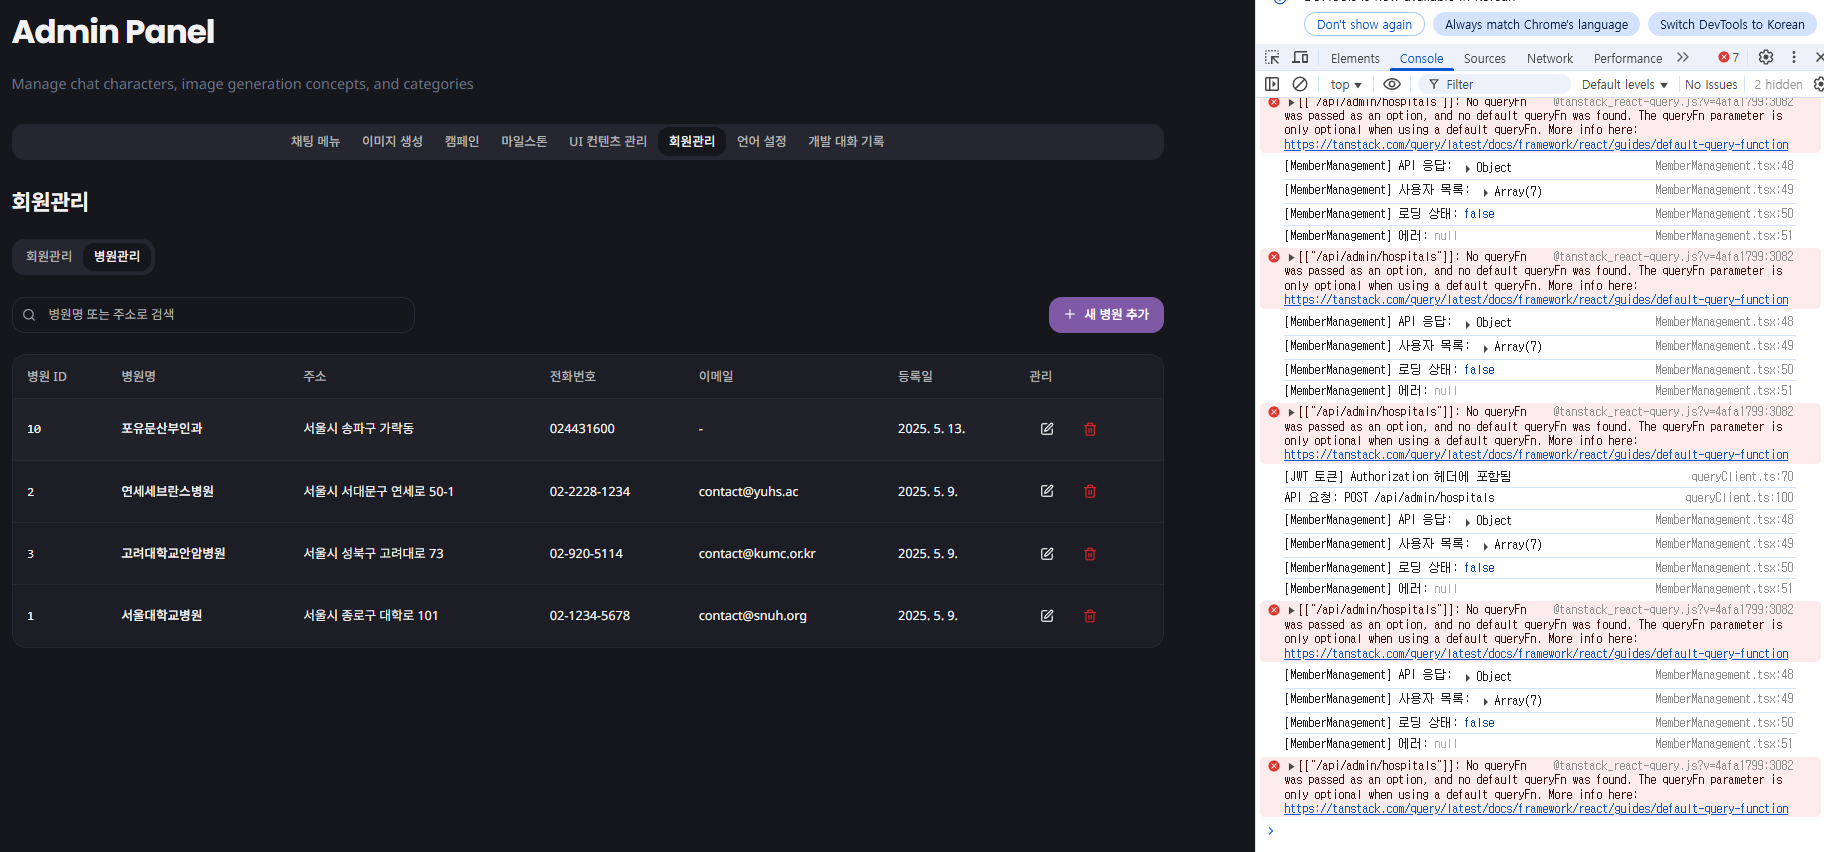 Admin Panel
Manage chat characters, image generation concepts, and categories
채팅 메뉴 이미지 생성 캠페인 마일스톤 UI 컨텐츠 관리 회원관리 언어 설정 개발 대화 기록
회원관리
회원관리 병원관리
병원명 또는 주소로 검색
+ 새 병원 추가
병원 ID 병원명 주소 전화번호 이메일 등록일 관리
10 포유문산부인과 서울시 송파구 가락동 024431600 - 2025. 5. 13.
2 연세세브란스병원 서울시 서대문구 연세로 50-1 02-2228-1234 contact@yuhs.ac 2025. 5. 9.
3 고려대학교안암병원 서울시 성북구 고려대로 73 02-920-5114 contact@kumc.or.kr 2025. 5. 9.
1 서울대학교병원 서울시 종로구 대학로 101 02-1234-5678 contact@snuh.org 2025. 5. 9.
Don't show again Always match Chrome's language Switch DevTools to Korean
Elements Console Sources Network Performance 7
top Filter Default levels No Issues 2 hidden
[["/api/admin/hospitals"]]: No queryFn @tanstack_react-query.js?v=4afa1799:3082
was passed as an option, and no default queryFn was found. The queryFn parameter is
only optional when using a default queryFn. More info here:
https://tanstack.com/query/latest/docs/framework/react/guides/default-query-function
[MemberManagement] API 응답: Object MemberManagement.tsx:48
[MemberManagement] 사용자 목록: Array(7) MemberManagement.tsx:49
[MemberManagement] 로딩 상태: false MemberManagement.tsx:50
[MemberManagement] 에러: null MemberManagement.tsx:51
[["/api/admin/hospitals"]]: No queryFn @tanstack_react-query.js?v=4afa1799:3082
was passed as an option, and no default queryFn was found. The queryFn parameter is
only optional when using a default queryFn. More info here:
https://tanstack.com/query/latest/docs/framework/react/guides/default-query-function
[MemberManagement] API 응답: Object MemberManagement.tsx:48
[MemberManagement] 사용자 목록: Array(7) MemberManagement.tsx:49
[MemberManagement] 로딩 상태: false MemberManagement.tsx:50
[MemberManagement] 에러: null MemberManagement.tsx:51
[["/api/admin/hospitals"]]: No queryFn @tanstack_react-query.js?v=4afa1799:3082
was passed as an option, and no default queryFn was found. The queryFn parameter is
only optional when using a default queryFn. More info here:
https://tanstack.com/query/latest/docs/framework/react/guides/default-query-function
[JWT 토큰] Authorization 헤더에 포함됨 queryClient.ts:70
API 요청: POST /api/admin/hospitals queryClient.ts:100
[MemberManagement] API 응답: Object MemberManagement.tsx:48
[MemberManagement] 사용자 목록: Array(7) MemberManagement.tsx:49
[MemberManagement] 로딩 상태: false MemberManagement.tsx:50
[MemberManagement] 에러: null MemberManagement.tsx:51
[["/api/admin/hospitals"]]: No queryFn @tanstack_react-query.js?v=4afa1799:3082
was passed as an option, and no default queryFn was found. The queryFn parameter is
only optional when using a default queryFn. More info here:
https://tanstack.com/query/latest/docs/framework/react/guides/default-query-function
[MemberManagement] API 응답: Object MemberManagement.tsx:48
[MemberManagement] 사용자 목록: Array(7) MemberManagement.tsx:49
[MemberManagement] 로딩 상태: false MemberManagement.tsx:50
[MemberManagement] 에러: null MemberManagement.tsx:51
[["/api/admin/hospitals"]]: No queryFn @tanstack_react-query.js?v=4afa1799:3082
was passed as an option, and no default queryFn was found. The queryFn parameter is
only optional when using a default queryFn. More info here:
https://tanstack.com/query/latest/docs/framework/react/guides/default-query-function